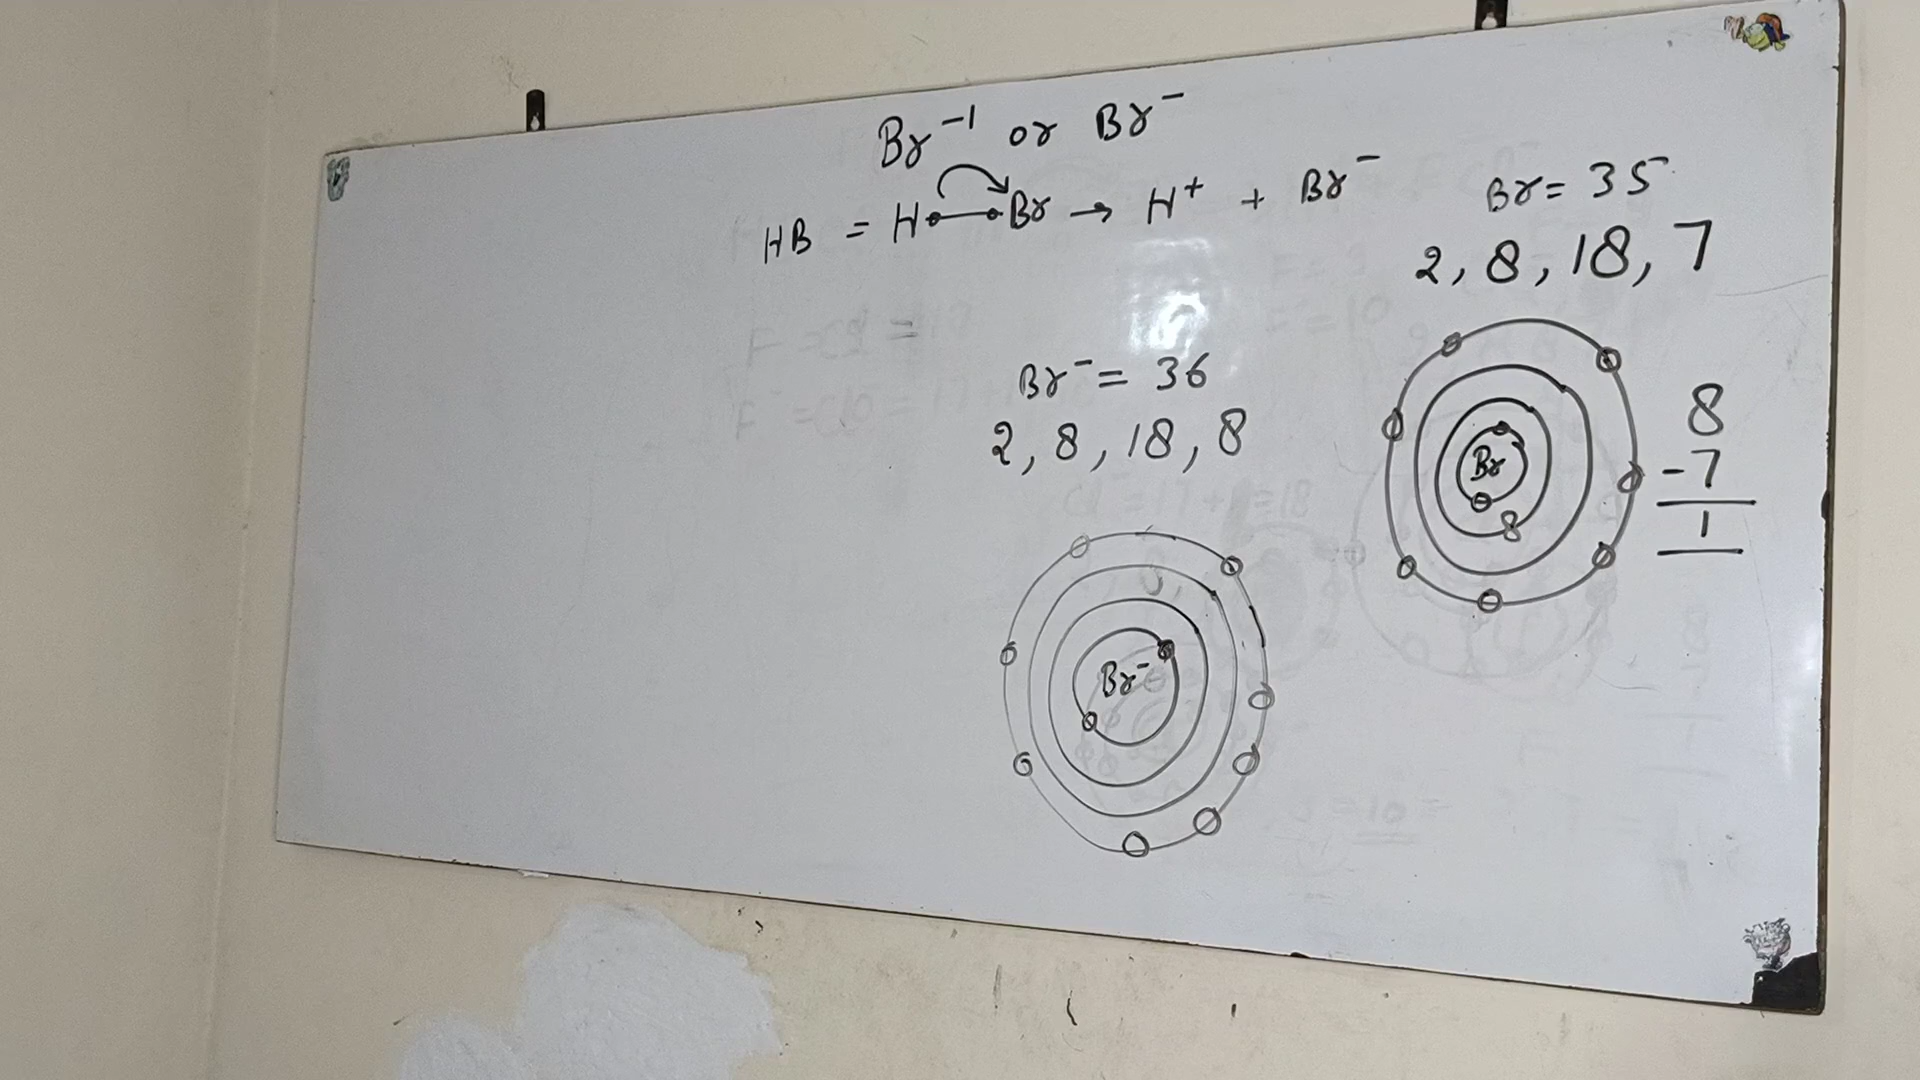 Br⁻¹ or Br⁻
HB = H—Br → H⁺ + Br⁻
Br = 35
2, 8, 18, 7
Br⁻ = 36
2, 8, 18, 8
Br
8
8
-7
1
Br⁻